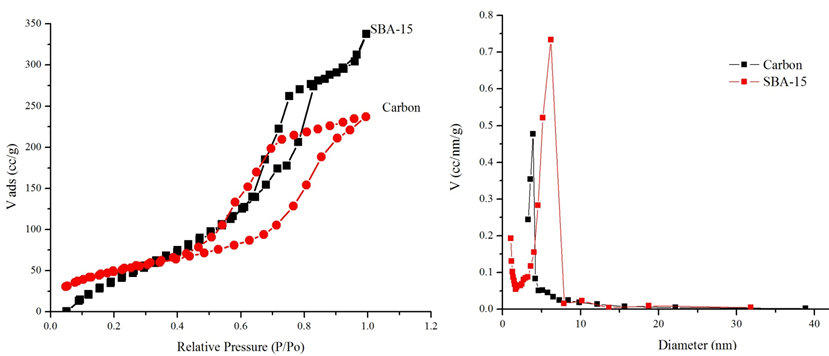 350
300
250
200
150
100
50
0
V ads (cc/g)
SBA-15
Carbon
0.0 0.2 0.4 0.6 0.8 1.0 1.2
Relative Pressure (P/Po)
0.8
0.7
0.6
0.5
0.4
0.3
0.2
0.1
0.0
V (cc/nm/g)
Carbon
SBA-15
0 10 20 30 40
Diameter (nm)